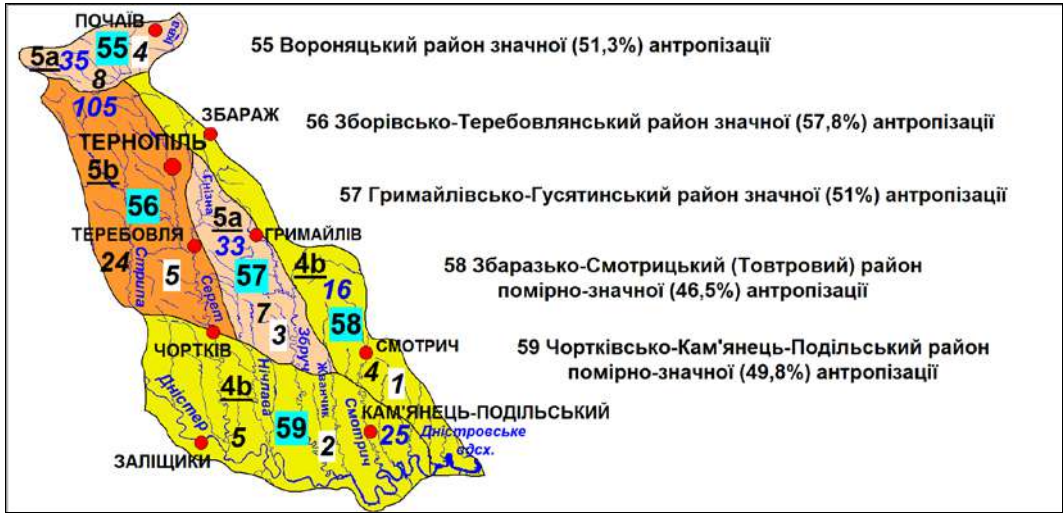 ПОЧАЇВ
Іква
55
4
5a
35
8
55 Вороняцький район значної (51,3%) антропізації
105
ЗБАРАЖ
56 Зборівсько-Теребовлянський район значної (57,8%) антропізації
ТЕРНОПІЛЬ
5b
Гнізна
57 Гримайлівсько-Гусятинський район значної (51%) антропізації
56
5a
ТЕРЕБОВЛЯ
ГРИМАЙЛІВ
33
24
Стрипа
5
Серет
57
4b
16
58 Збаразько-Смотрицький (Товтровий) район
помірно-значної (46,5%) антропізації
7
3
Збруч
58
ЧОРТКІВ
СМОТРИЧ
59 Чортківсько-Кам'янець-Подільський район
помірно-значної (49,8%) антропізації
4b
Нічлава
Жванчик
4
1
Дністер
59
Смотрич
КАМ'ЯНЕЦЬ-ПОДІЛЬСЬКИЙ
5
2
25
Дністровське
вдсх.
ЗАЛІЩИКИ